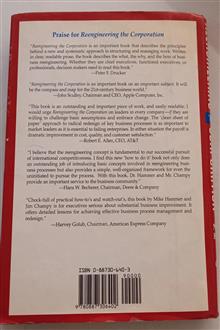 Praise for Reengineering the Corporation
"Reengineering the Corporation is an important book that describes the principles
behind a new and systematic approach to structuring and managing work. Written
in clear, readable prose, the book describes the what, the why, and the how of business
reengineering. Whether they are chief executives, functional executives, or
professionals, decision makers need to read this book."
—Peter F. Drucker
"Reengineering the Corporation is an important book on an important subject. It will
be the compass and map for the 21st-century business world."
—John Sculley, Chairman and CEO, Apple Computer, Inc.
"This book is an outstanding and important piece of work, and easily readable, I
would urge Reengineering the Corporation on leaders in every company—if they are
willing to challenge basic assumptions and embrace change. The 'clean sheet of
paper' approach to radical redesign of key business processes is as important to
market leaders as it is essential to failing enterprises. In either situation the payoff is
dramatic improvement in cost, quality, and customer satisfaction."
—Robert E. Allen, CEO, AT&T
"I believe that the reengineering concept is fundamental to our successful pursuit
of international competitiveness. I find this new 'how to do it' book not only does
an outstanding job of introducing basic concepts involved in reengineering business
processes but also provides a simple, well-organized framework for even the
uninitiated to pursue the process. With this book, Dr. Hammer and Mr. Champy
provide an important service to the business community."
—Hans W. Becherer, Chairman, Deere & Company
"Chock-full of practical how-to's and watch-outs, this book by Mike Hammer and
Jim Champy is for executives serious about substantial business improvement. It
offers detailed lessons for achieving effective business process management and
redesign."
—Harvey Golub, Chairman, American Express Company
ISBN 0-88730-640-3
90000
9 780887 306402